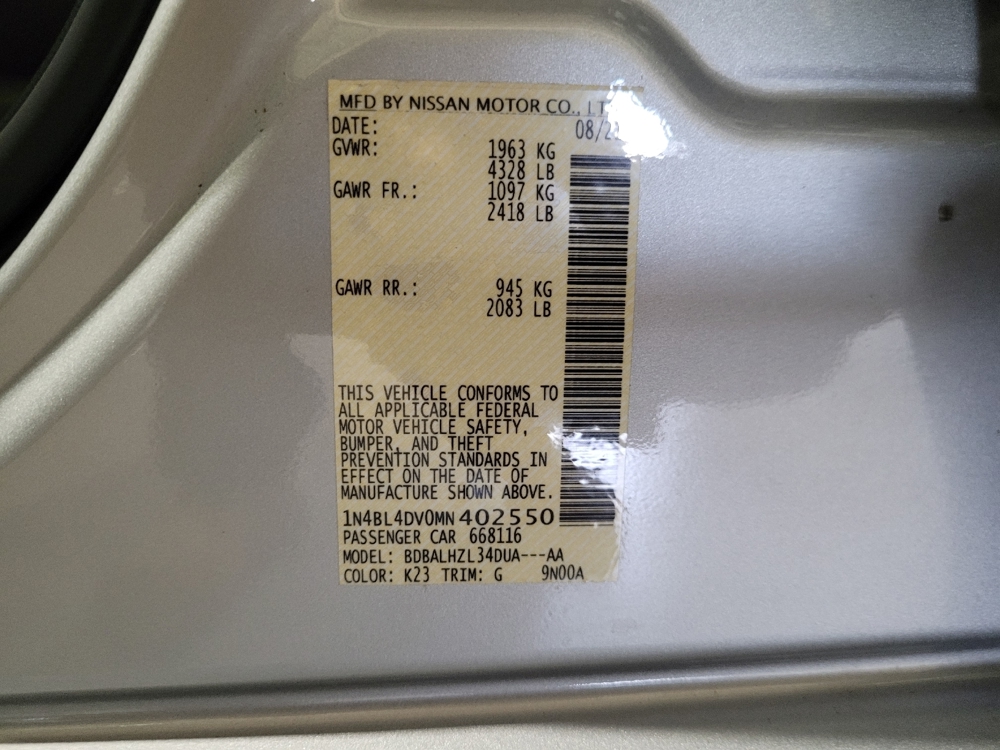 MFD BY NISSAN MOTOR CO.,
DATE:
GVWR: 1963 KG
4328 LB
GAWR FR.: 1097 KG
2418 LB
GAWR RR.: 945 KG
2083 LB
THIS VEHICLE CONFORMS TO
ALL APPLICABLE FEDERAL
MOTOR VEHICLE SAFETY,
BUMPER, AND THEFT
PREVENTION STANDARDS IN
EFFECT ON THE DATE OF
MANUFACTURE SHOWN ABOVE.
1N4BL4DV0MN402550
PASSENGER CAR 668116
MODEL: BDBALHZL34DUA---AA
COLOR: K23 TRIM: G 9N00A